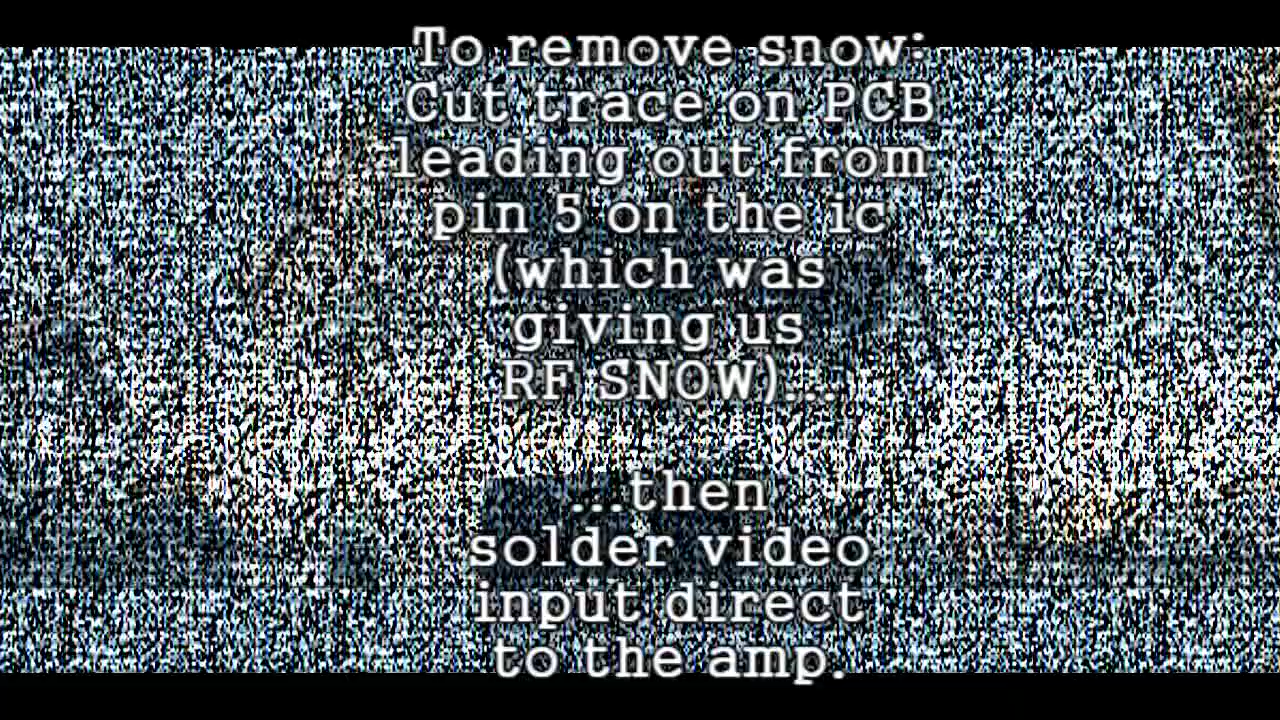 To remove snow:
Cut trace on PCB
leading out from
pin 5 on the ic
(which was
giving us
RF SNOW)...
...then
solder video
input direct
to the amp.